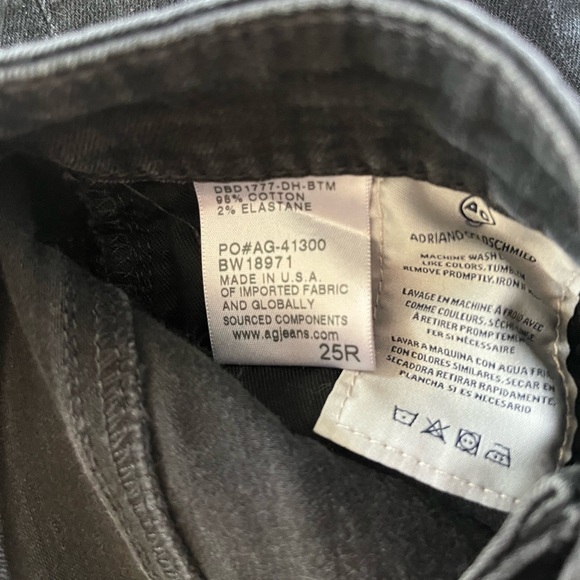 DBD1777-DH-BTM
98% COTTON
2% ELASTANE
PO#AG-41300
BW18971
MADE IN U.S.A.
OF IMPORTED FABRIC
AND GLOBALLY
SOURCED COMPONENTS
www.agjeans.com
25R
ADRIANO GOLDSCHMIED
MACHINE WASH
LIKE COLORS, TUMBLE
REMOVE PROMPTLY, IRON
LAVAGE EN MACHINE A FROID AVEC
COMME COULEURS,
A RETIRER PROMPTEMENT.
FER SI NECESSAIRE
LAVAR A MAQUINA CON AGUA FRIA
CON COLORES SIMILARES, SECAR EN
SECADORA RETIRAR RAPIDAMENTE.
PLANCHA SI ES NECESARIO